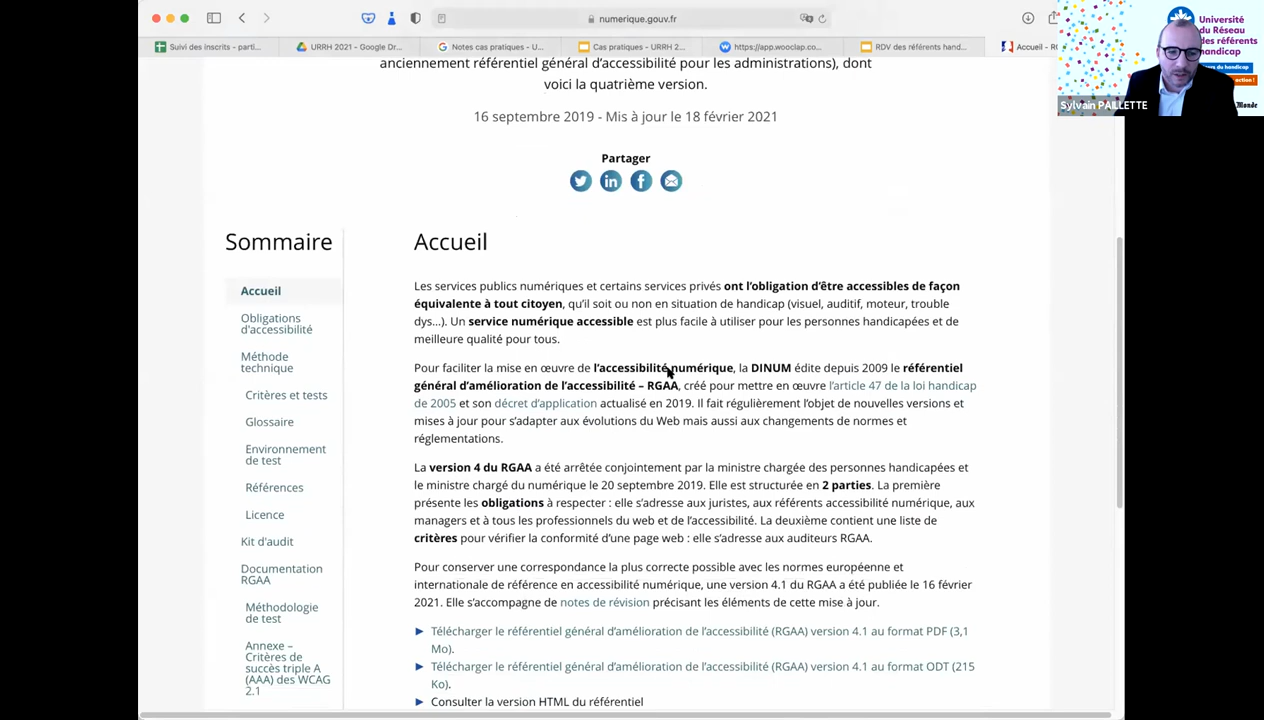 numerique.gouv.fr
Suivi des inscrits - parti...
URRH 2021 - Google Dr...
Notes cas pratiques - U...
Cas pratiques - URRH 2...
https://app.wooclap.co...
RDV des référents hand...
Accueil - R
Université
du Réseau
des référents
handicap
du handicap
action !
Monde
Sylvain PAILLETTE
anciennement référentiel général d'accessibilité pour les administrations), dont
voici la quatrième version.
16 septembre 2019 - Mis à jour le 18 février 2021
Partager
Sommaire
Accueil
Obligations
d'accessibilité
Méthode
technique
Critères et tests
Glossaire
Environnement
de test
Références
Licence
Kit d'audit
Documentation
RGAA
Méthodologie
de test
Annexe –
Critères de
succès triple A
(AAA) des WCAG
2.1
Accueil
Les services publics numériques et certains services privés ont l'obligation d'être accessibles de façon
équivalente à tout citoyen, qu'il soit ou non en situation de handicap (visuel, auditif, moteur, trouble
dys...). Un service numérique accessible est plus facile à utiliser pour les personnes handicapées et de
meilleure qualité pour tous.
Pour faciliter la mise en œuvre de l'accessibilité numérique, la DINUM édite depuis 2009 le référentiel
général d'amélioration de l'accessibilité – RGAA, créé pour mettre en œuvre l'article 47 de la loi handicap
de 2005 et son décret d'application actualisé en 2019. Il fait régulièrement l'objet de nouvelles versions et
mises à jour pour s'adapter aux évolutions du Web mais aussi aux changements de normes et
réglementations.
La version 4 du RGAA a été arrêtée conjointement par la ministre chargée des personnes handicapées et
le ministre chargé du numérique le 20 septembre 2019. Elle est structurée en 2 parties. La première
présente les obligations à respecter : elle s'adresse aux juristes, aux référents accessibilité numérique, aux
managers et à tous les professionnels du web et de l'accessibilité. La deuxième contient une liste de
critères pour vérifier la conformité d'une page web : elle s'adresse aux auditeurs RGAA.
Pour conserver une correspondance la plus correcte possible avec les normes européenne et
internationale de référence en accessibilité numérique, une version 4.1 du RGAA a été publiée le 16 février
2021. Elle s'accompagne de notes de révision précisant les éléments de cette mise à jour.
► Télécharger le référentiel général d'amélioration de l'accessibilité (RGAA) version 4.1 au format PDF (3,1
Mo).
► Télécharger le référentiel général d'amélioration de l'accessibilité (RGAA) version 4.1 au format ODT (215
Ko).
► Consulter la version HTML du référentiel